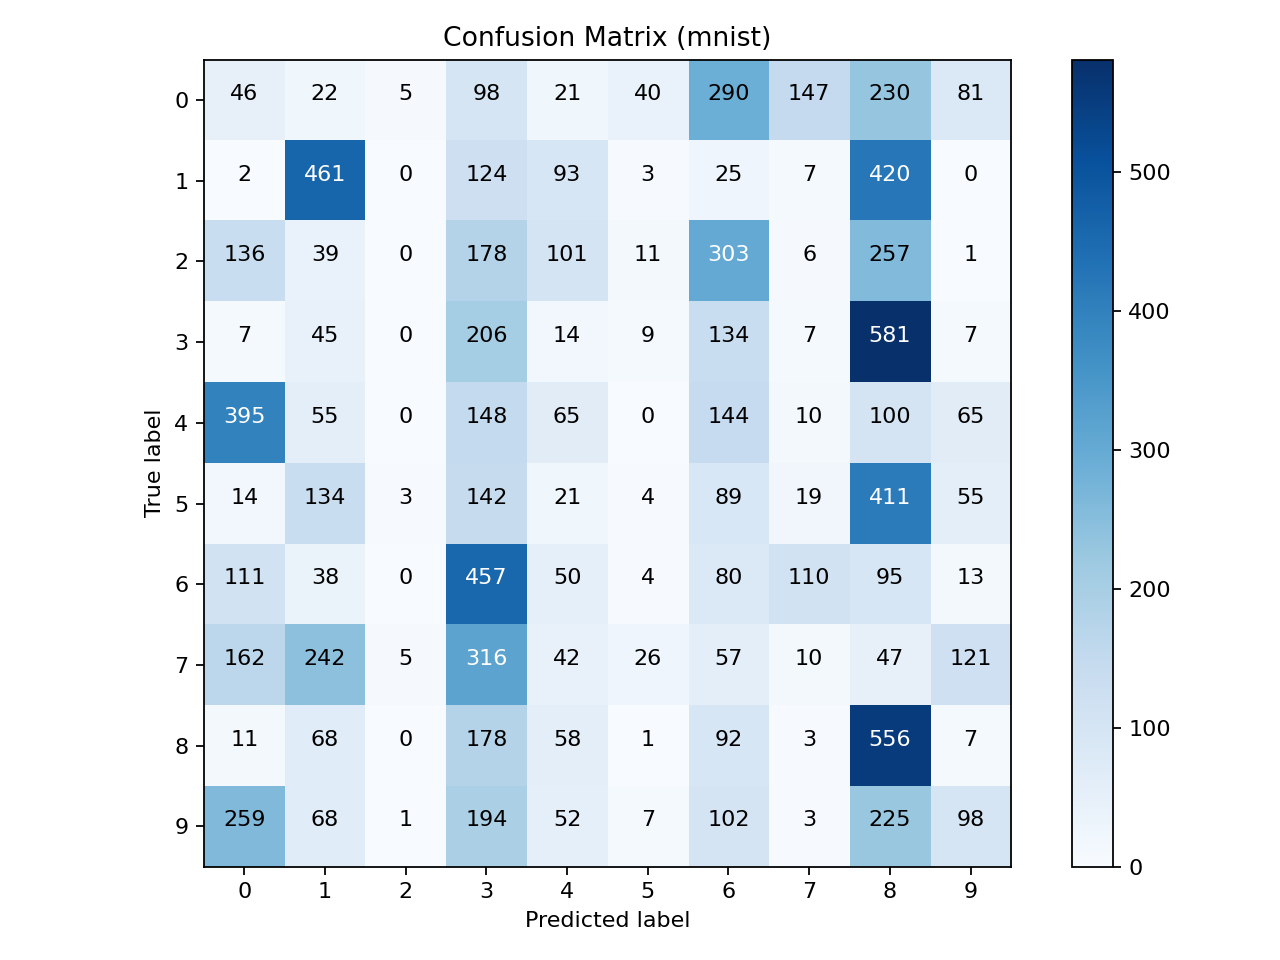 Confusion Matrix (mnist)
0 46 22 5 98 21 40 290 147 230 81
1 2 461 0 124 93 3 25 7 420 0
2 136 39 0 178 101 11 303 6 257 1
3 7 45 0 206 14 9 134 7 581 7
4 395 55 0 148 65 0 144 10 100 65
5 14 134 3 142 21 4 89 19 411 55
6 111 38 0 457 50 4 80 110 95 13
7 162 242 5 316 42 26 57 10 47 121
8 11 68 0 178 58 1 92 3 556 7
9 259 68 1 194 52 7 102 3 225 98
0 1 2 3 4 5 6 7 8 9
Predicted label
True label
500
400
300
200
100
0